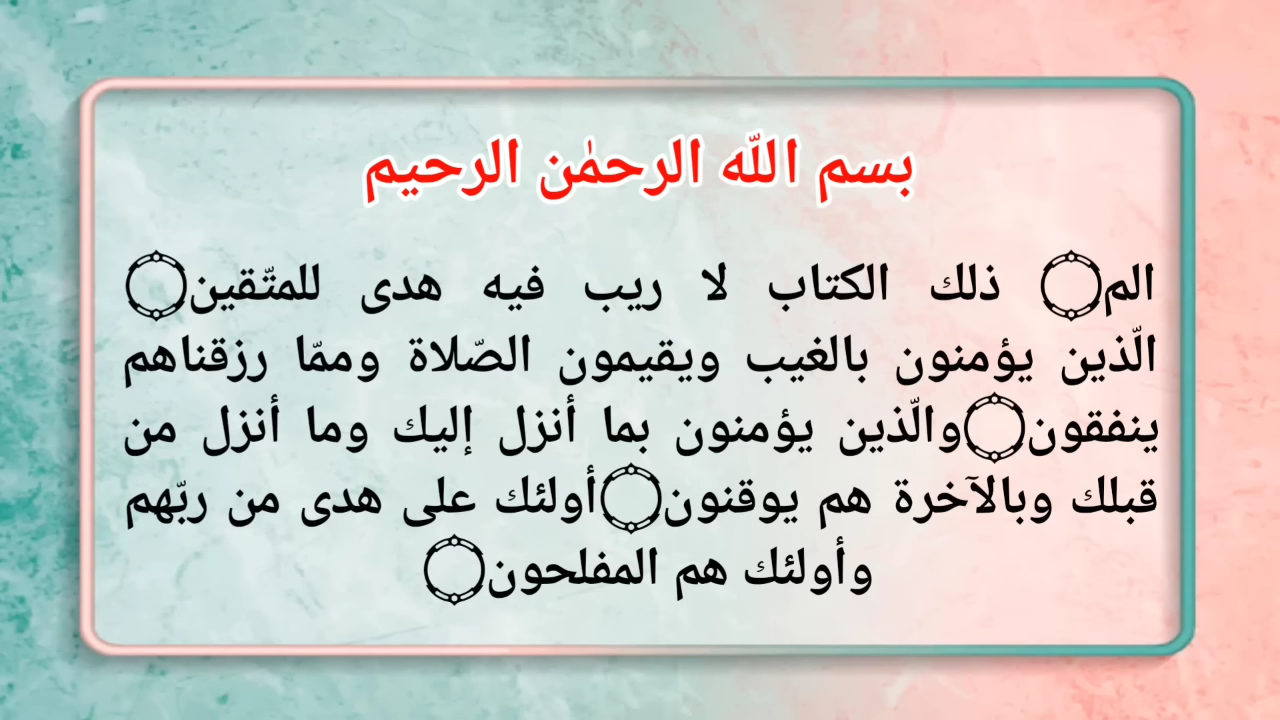 بسم اللّه الرحمٰن الرحيم
الم۝ ذلك الكتاب لا ريب فيه هدى للمتّقين۝
الّذين يؤمنون بالغيب ويقيمون الصّلاة وممّا رزقناهم
ينفقون۝والّذين يؤمنون بما أنزل إليك وما أنزل من
قبلك وبالآخرة هم يوقنون۝أولئك على هدى من ربّهم
وأولئك هم المفلحون۝